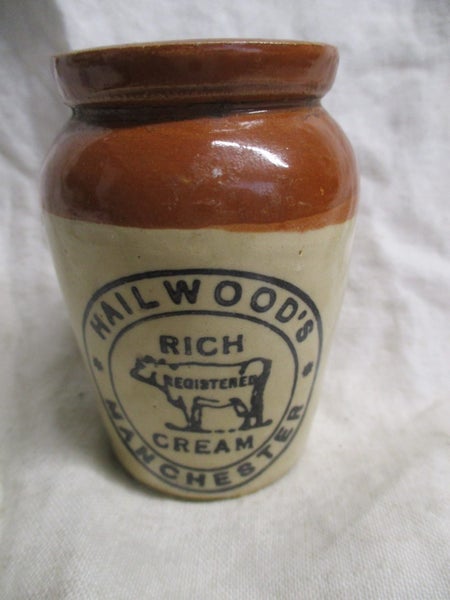 HAILWOOD'S
RICH
REGISTERED
CREAM
MANCHESTER